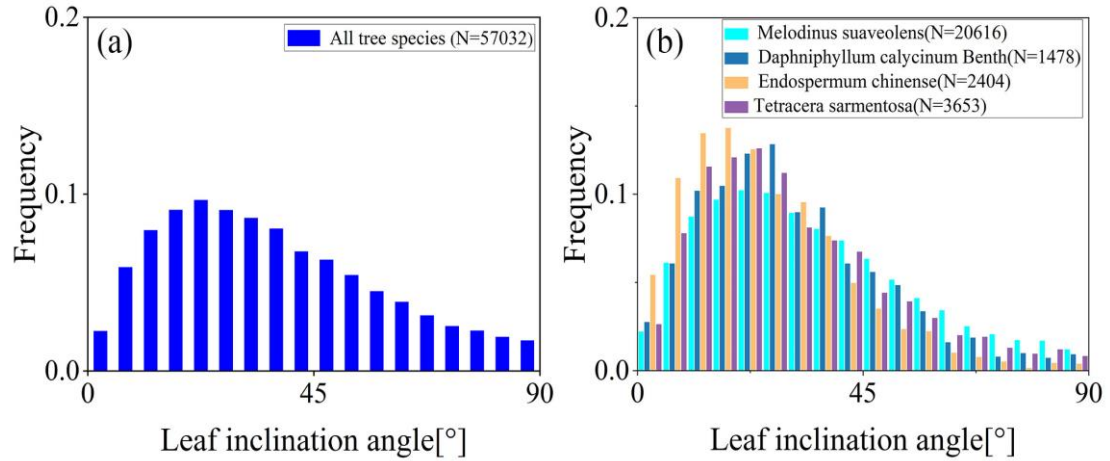 (a)
All tree species (N=57032)
0.2
0.1
0.0
Frequency
0
45
90
Leaf inclination angle[°]
(b)
Melodinus suaveolens(N=20616)
Daphniphyllum calycinum Benth(N=1478)
Endospermum chinense(N=2404)
Tetracera sarmentosa(N=3653)
0.2
0.1
0.0
Frequency
0
45
90
Leaf inclination angle[°]